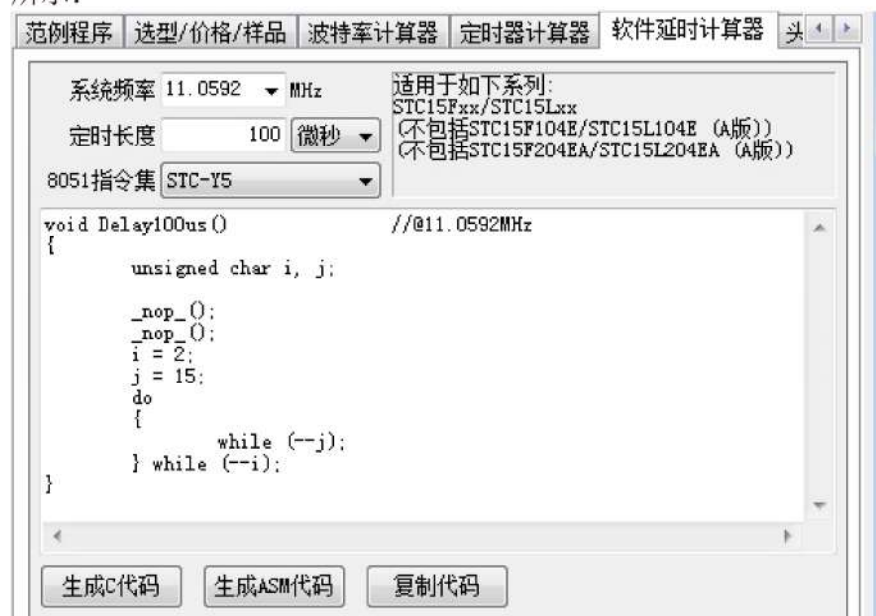 范例程序 选型/价格/样品 波特率计算器 定时器计算器 软件延时计算器 头
系统频率 11.0592 MHz
定时长度 100 微秒
8051指令集 STC-Y5
适用于如下系列:
STC15Fxx/STC15Lxx
(不包括STC15F104E/STC15L104E (A版))
(不包括STC15F204EA/STC15L204EA (A版))
void Delay100us() //@11.0592MHz
{
unsigned char i, j;
_nop_();
_nop_();
i = 2;
j = 15;
do
{
while (--j);
} while (--i);
}
生成C代码 生成ASM代码 复制代码